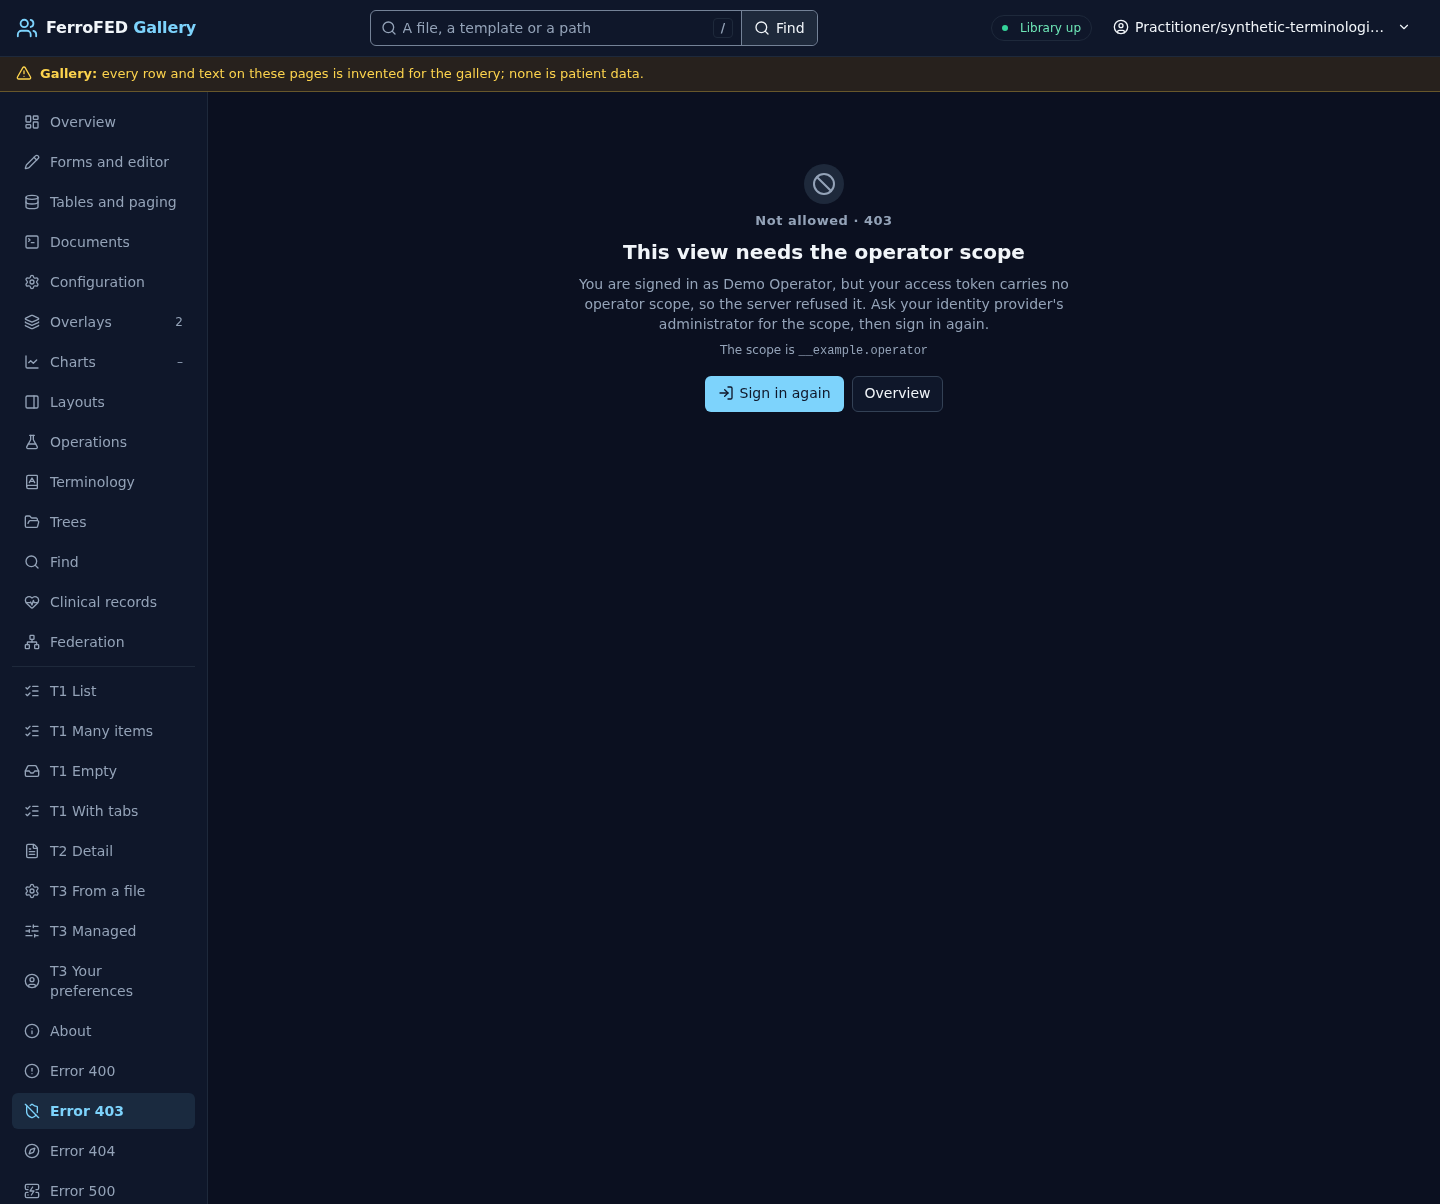 FerroFED Gallery
A file, a template or a path
/
Find
Library up
Practitioner/synthetic-terminologi…
Gallery: every row and text on these pages is invented for the gallery; none is patient data.
Overview
Forms and editor
Tables and paging
Documents
Configuration
Overlays 2
Charts –
Layouts
Operations
Terminology
Trees
Find
Clinical records
Federation
T1 List
T1 Many items
T1 Empty
T1 With tabs
T2 Detail
T3 From a file
T3 Managed
T3 Your
preferences
About
Error 400
Error 403
Error 404
Error 500
Not allowed · 403
This view needs the operator scope
You are signed in as Demo Operator, but your access token carries no
operator scope, so the server refused it. Ask your identity provider's
administrator for the scope, then sign in again.
The scope is __example.operator
Sign in again
Overview